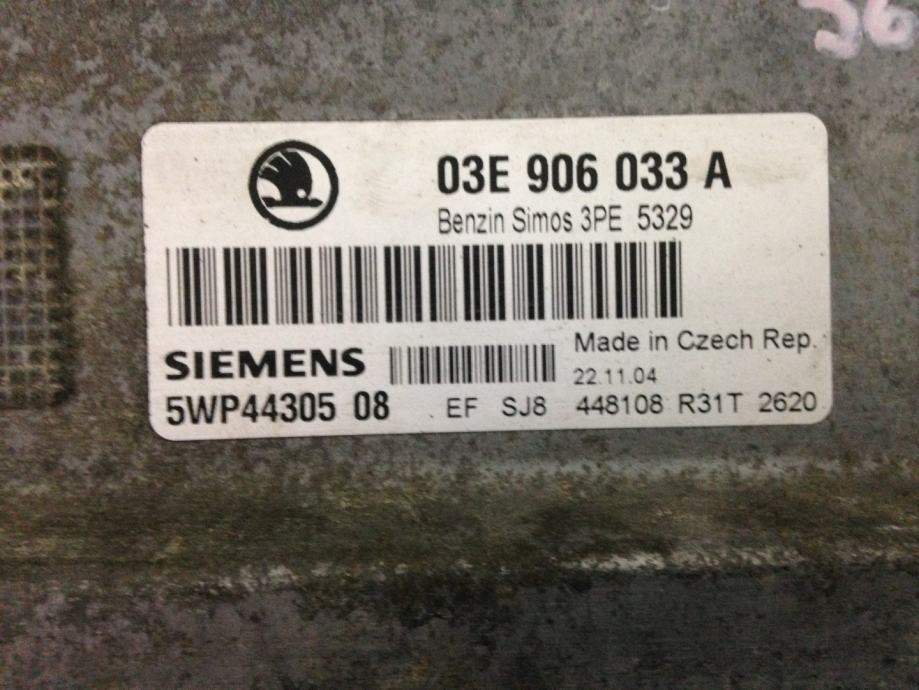 36
03E 906 033 A
Benzin Simos 3PE 5329
SIEMENS
Made in Czech Rep.
22.11.04
5WP44305 08 EF SJ8 448108 R31T 2620